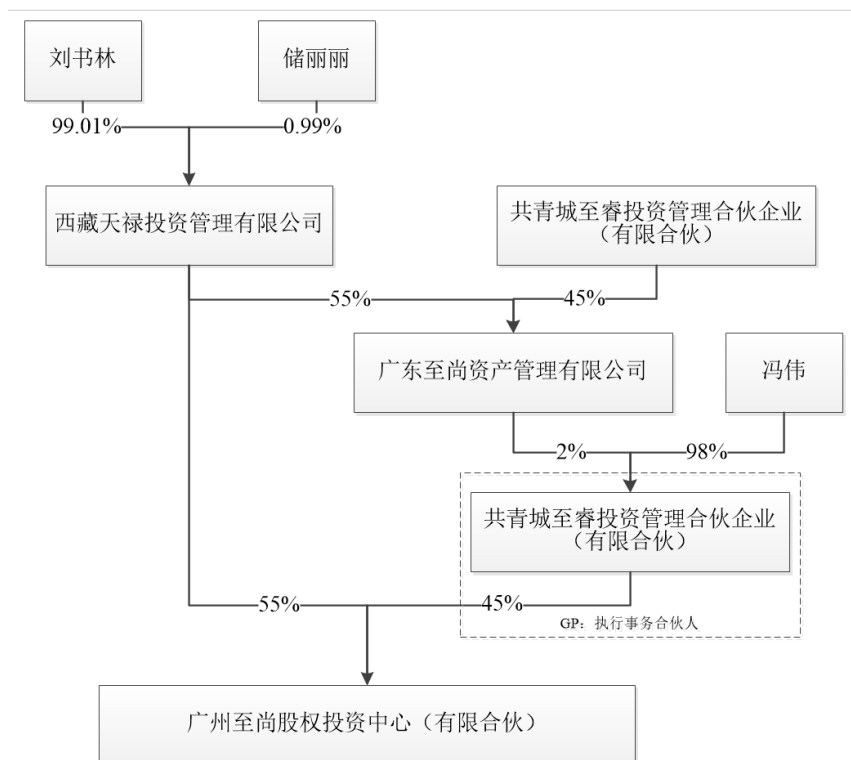 刘书林
储丽丽
99.01%
0.99%
西藏天禄投资管理有限公司
共青城至睿投资管理合伙企业
（有限合伙）
55%
45%
广东至尚资产管理有限公司
冯伟
2%
98%
共青城至睿投资管理合伙企业
（有限合伙）
55%
45%
GP：执行事务合伙人
广州至尚股权投资中心（有限合伙）